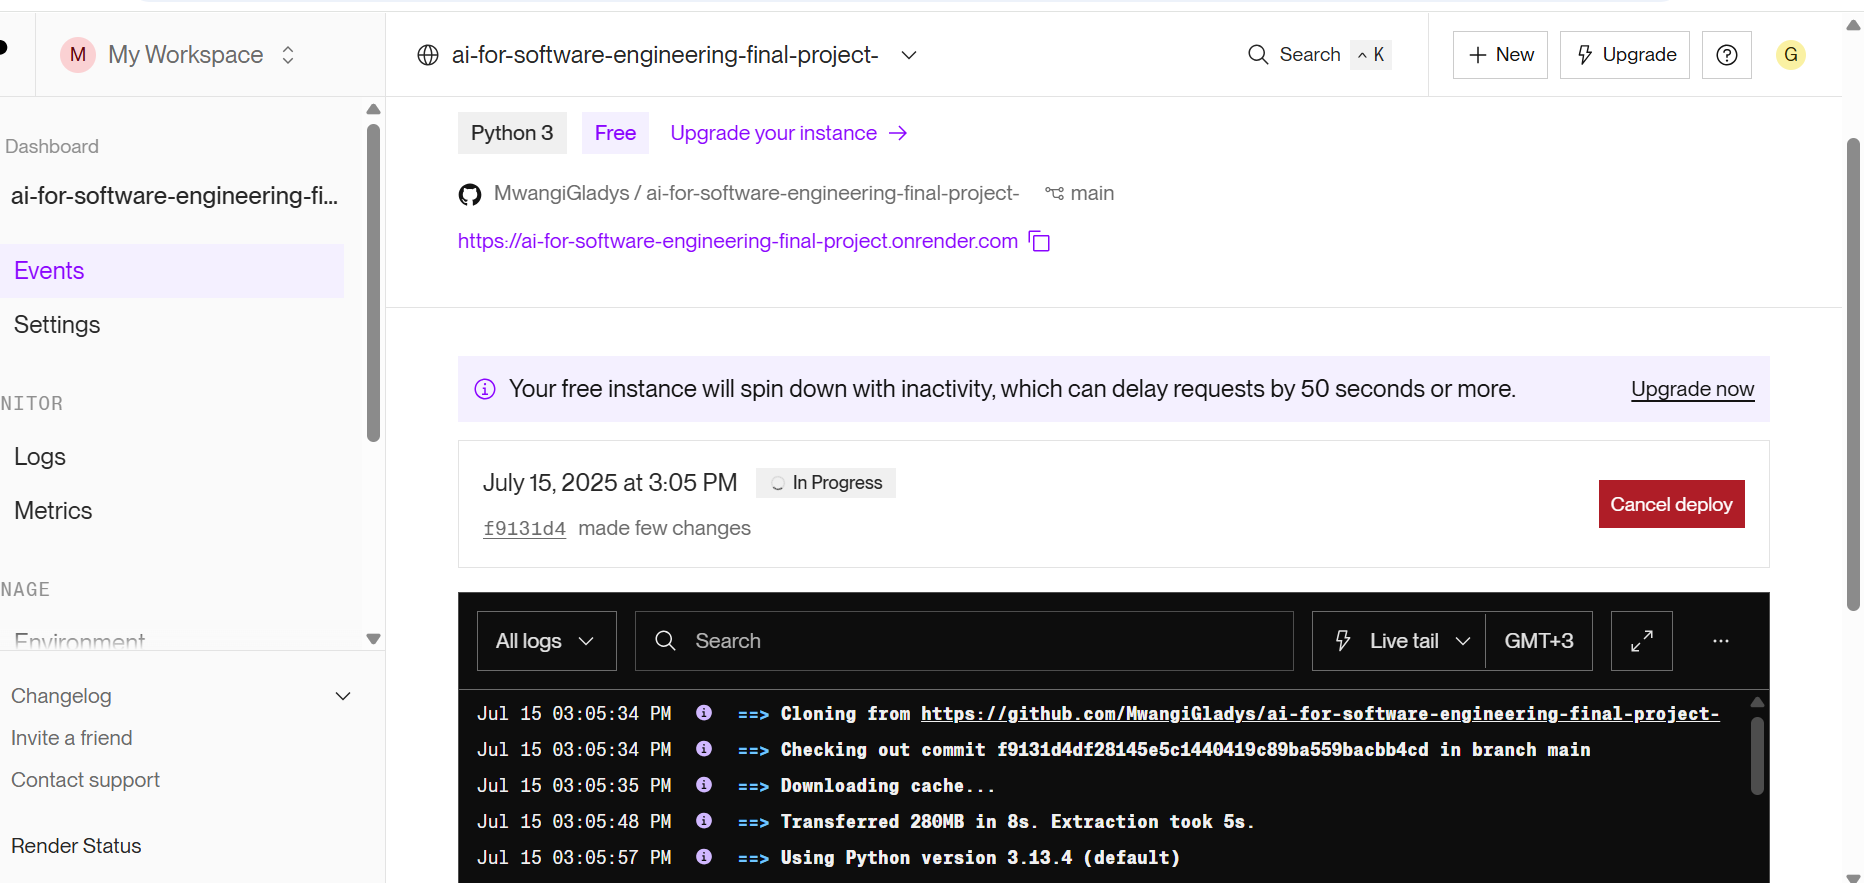 M My Workspace
ai-for-software-engineering-final-project-
Search ^ K
+ New
Upgrade
G
Dashboard
ai-for-software-engineering-fi...
Events
Settings
NITOR
Logs
Metrics
NAGE
Environment
Changelog
Invite a friend
Contact support
Render Status
Python 3 Free Upgrade your instance →
MwangiGladys / ai-for-software-engineering-final-project- main
https://ai-for-software-engineering-final-project.onrender.com
Your free instance will spin down with inactivity, which can delay requests by 50 seconds or more. Upgrade now
July 15, 2025 at 3:05 PM In Progress
f9131d4 made few changes
Cancel deploy
All logs Search Live tail GMT+3 ...
Jul 15 03:05:34 PM ==> Cloning from https://github.com/MwangiGladys/ai-for-software-engineering-final-project-
Jul 15 03:05:34 PM ==> Checking out commit f9131d4df28145e5c1440419c89ba559bacbb4cd in branch main
Jul 15 03:05:35 PM ==> Downloading cache...
Jul 15 03:05:48 PM ==> Transferred 280MB in 8s. Extraction took 5s.
Jul 15 03:05:57 PM ==> Using Python version 3.13.4 (default)